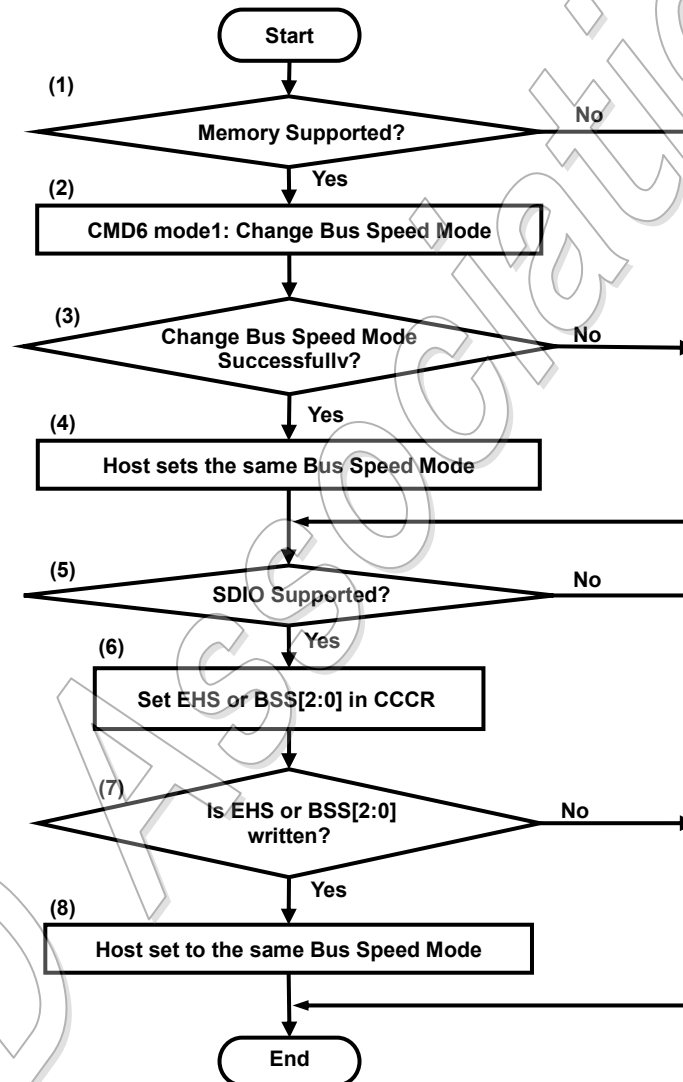 Start
(1)
Memory Supported?
No
Yes
(2)
CMD6 mode1: Change Bus Speed Mode
(3)
Change Bus Speed Mode
Successfully?
No
Yes
(4)
Host sets the same Bus Speed Mode
(5)
SDIO Supported?
No
Yes
(6)
Set EHS or BSS[2:0] in CCCR
(7)
Is EHS or BSS[2:0]
written?
No
Yes
(8)
Host set to the same Bus Speed Mode
End
D Associatio